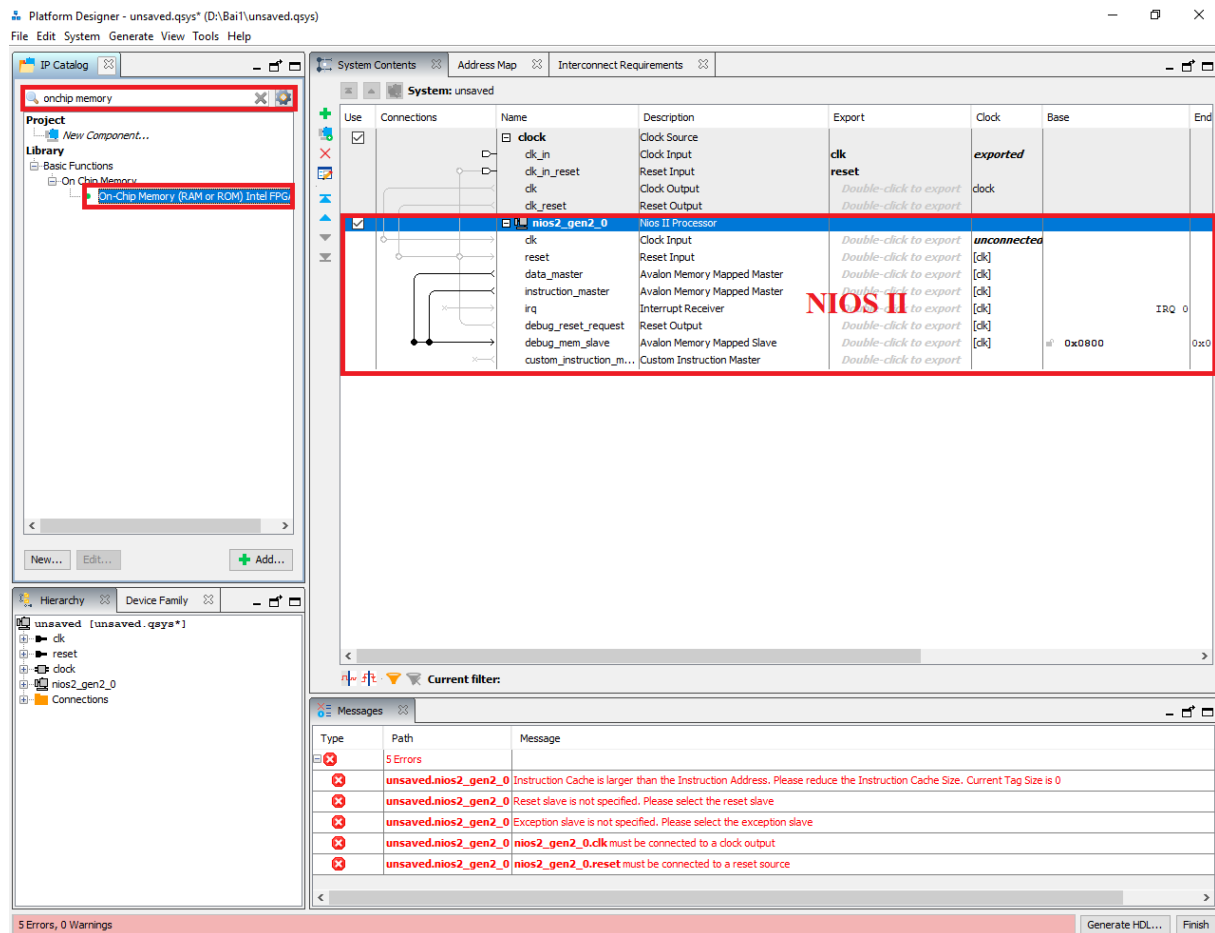 Platform Designer - unsaved.qsys* (D:\Bai1\unsaved.qsys)
File Edit System Generate View Tools Help
IP Catalog
onchip memory
Project
New Component...
Library
Basic Functions
On Chip Memory
On-Chip Memory (RAM or ROM) Intel FPGA
New... Edit... Add...
Hierarchy Device Family
unsaved [unsaved.qsys*]
clk
reset
clock
nios2_gen2_0
Connections
System Contents Address Map Interconnect Requirements
System: unsaved
Use Connections Name Description Export Clock Base End
clock Clock Source
clk_in Clock Input clk exported
clk_in_reset Reset Input reset
clk Clock Output Double-click to export clock
clk_reset Reset Output Double-click to export
nios2_gen2_0 Nios II Processor
clk Clock Input Double-click to export unconnected
reset Reset Input Double-click to export [clk]
data_master Avalon Memory Mapped Master Double-click to export [clk]
instruction_master Avalon Memory Mapped Master Double-click to export [clk]
NIOS II
irq Interrupt Receiver Double-click to export [clk] IRQ 0
debug_reset_request Reset Output Double-click to export [clk]
debug_mem_slave Avalon Memory Mapped Slave Double-click to export [clk] 0x0800 0x0
custom_instruction_m... Custom Instruction Master Double-click to export
Current filter:
Messages
Type Path Message
5 Errors
unsaved.nios2_gen2_0 Instruction Cache is larger than the Instruction Address. Please reduce the Instruction Cache Size. Current Tag Size is 0
unsaved.nios2_gen2_0 Reset slave is not specified. Please select the reset slave
unsaved.nios2_gen2_0 Exception slave is not specified. Please select the exception slave
unsaved.nios2_gen2_0 nios2_gen2_0.clk must be connected to a clock output
unsaved.nios2_gen2_0 nios2_gen2_0.reset must be connected to a reset source
5 Errors, 0 Warnings
Generate HDL... Finish